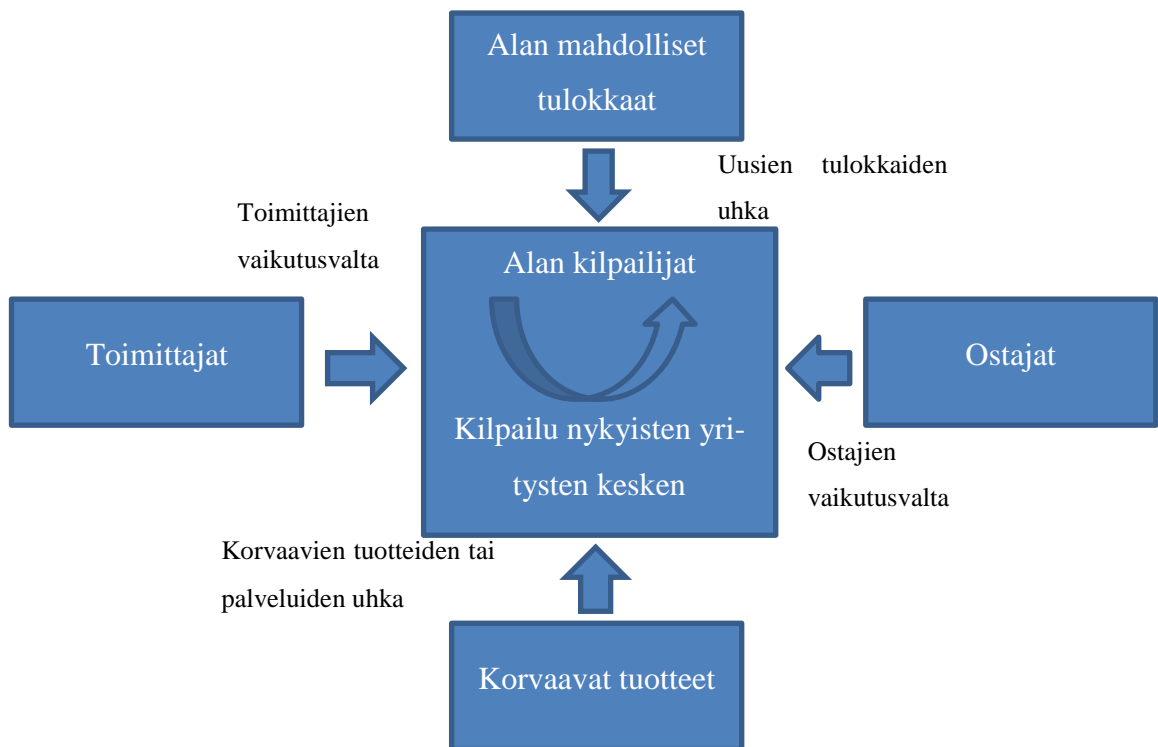 Alan mahdolliset
tulokkaat
Uusien tulokkaiden
uhka
Toimittajien
vaikutusvalta
Alan kilpailijat
Toimittajat
Ostajat
Kilpailu nykyisten yri-
tysten kesken
Ostajien
vaikutusvalta
Korvaavien tuotteiden tai
palveluiden uhka
Korvaavat tuotteet